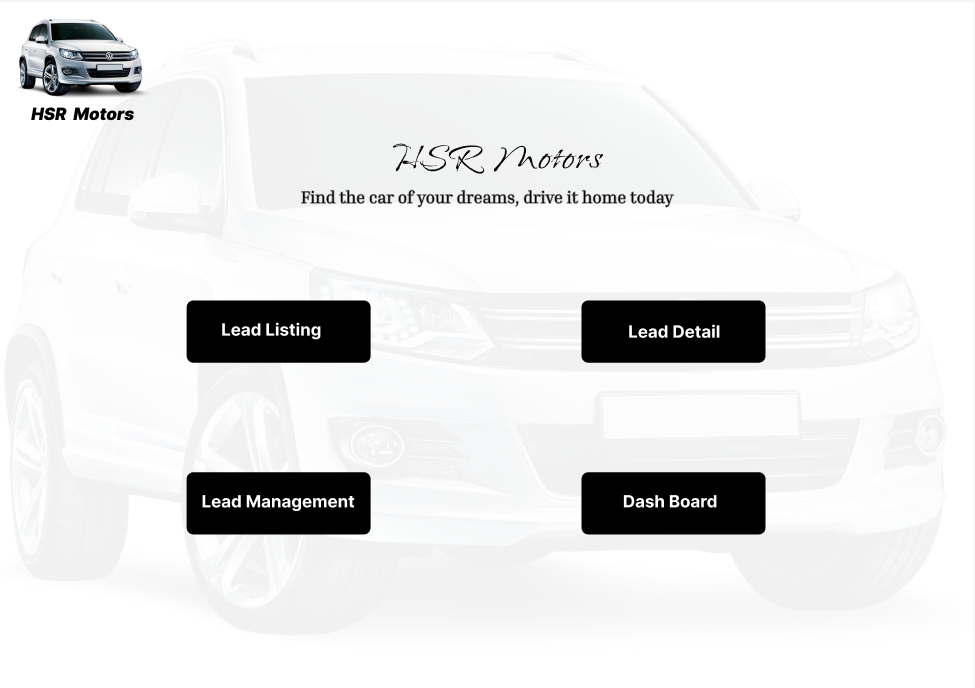 HSR Motors
HSR Motors
Find the car of your dreams, drive it home today
Lead Listing
Lead Detail
Lead Management
Dash Board